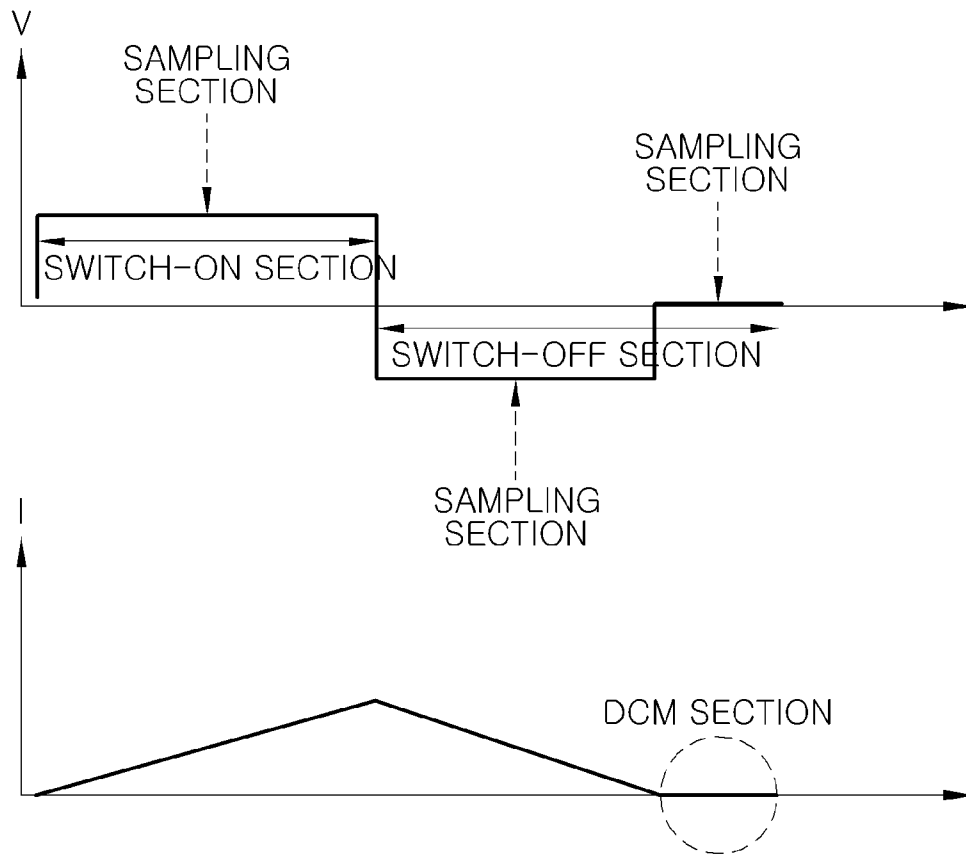 V
SAMPLING
SECTION
SAMPLING
SECTION
SWITCH-ON SECTION
SWITCH-OFF SECTION
SAMPLING
SECTION
I
DCM SECTION